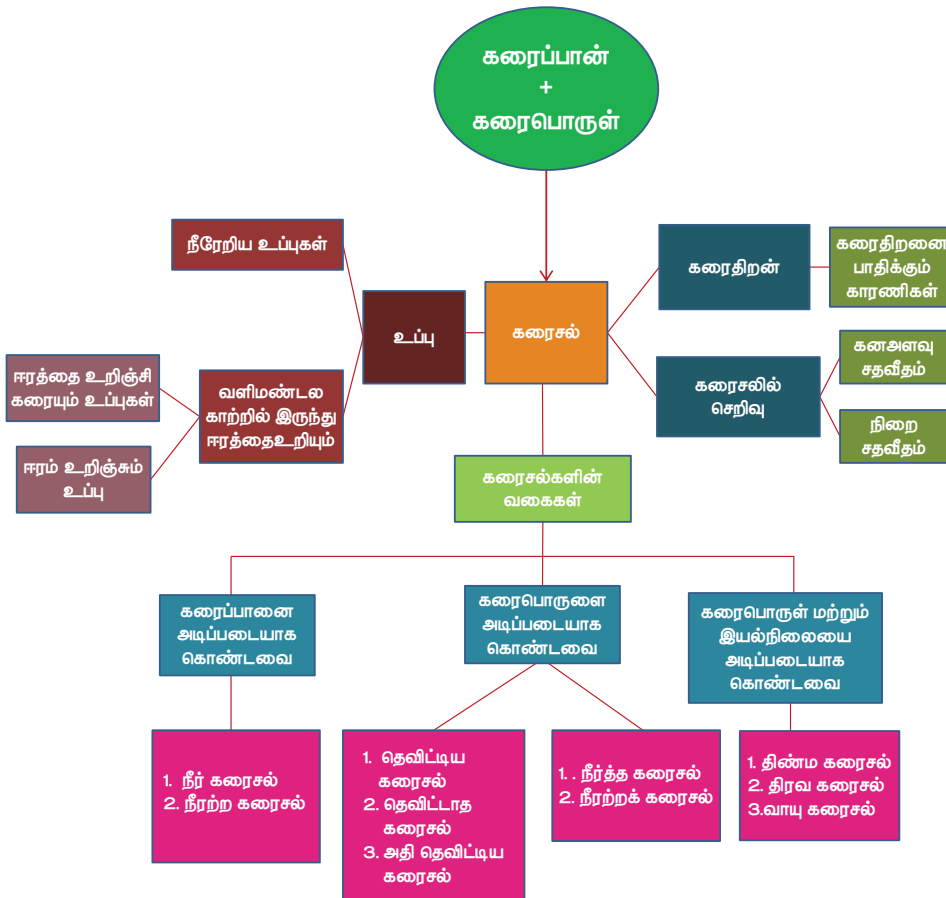 கரைப்பான்
+
கரைபொருள்
நீரேறிய உப்புகள்
உப்பு
வளிமண்டல
காற்றில் இருந்து
ஈரத்தைஉறியும்
ஈரத்தை உறிஞ்சி
கரையும் உப்புகள்
ஈரம் உறிஞ்சும்
உப்பு
கரைசல்
கரைதிறன்
கரைதிறனை
பாதிக்கும்
காரணிகள்
கரைசலில்
செறிவு
கனஅளவு
சதவீதம்
நிறை
சதவீதம்
கரைசல்களின்
வகைகள்
கரைப்பானை
அடிப்படையாக
கொண்டவை
கரைபொருளை
அடிப்படையாக
கொண்டவை
கரைபொருள் மற்றும்
இயல்நிலையை
அடிப்படையாக
கொண்டவை
1. நீர் கரைசல்
2. நீரற்ற கரைசல்
1. தெவிட்டிய
கரைசல்
2. தெவிட்டாத
கரைசல்
3. அதி தெவிட்டிய
கரைசல்
1. . நீர்த்த கரைசல்
2. நீரற்றக் கரைசல்
1. திண்ம கரைசல்
2. திரவ கரைசல்
3.வாயு கரைசல்